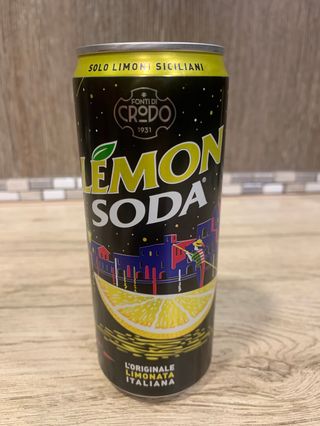 SOLO LIMONI SICILIANI
FONTI DI
CRODO
1931
LEMON
SODA
L'ORIGINALE
LIMONATA
ITALIANA